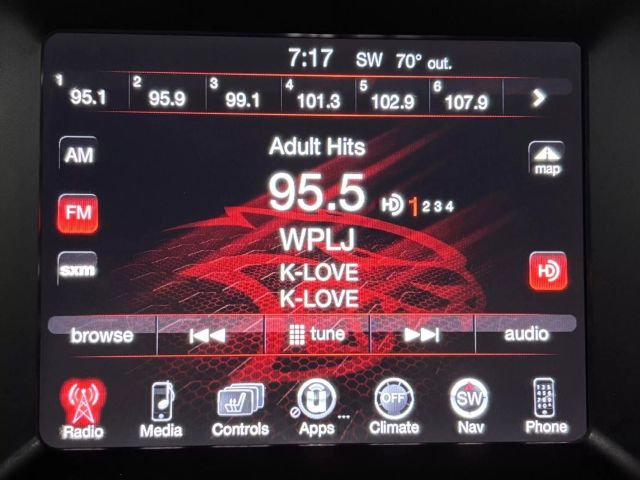 7:17 SW 70° out.
1 95.1 2 95.9 3 99.1 4 101.3 5 102.9 6 107.9
AM
Adult Hits
map
FM
95.5 HD 1 2 3 4
WPLJ
sxm
K-LOVE
HD
K-LOVE
browse tune audio
OFF SW
Radio Media Controls Apps ... Climate Nav Phone